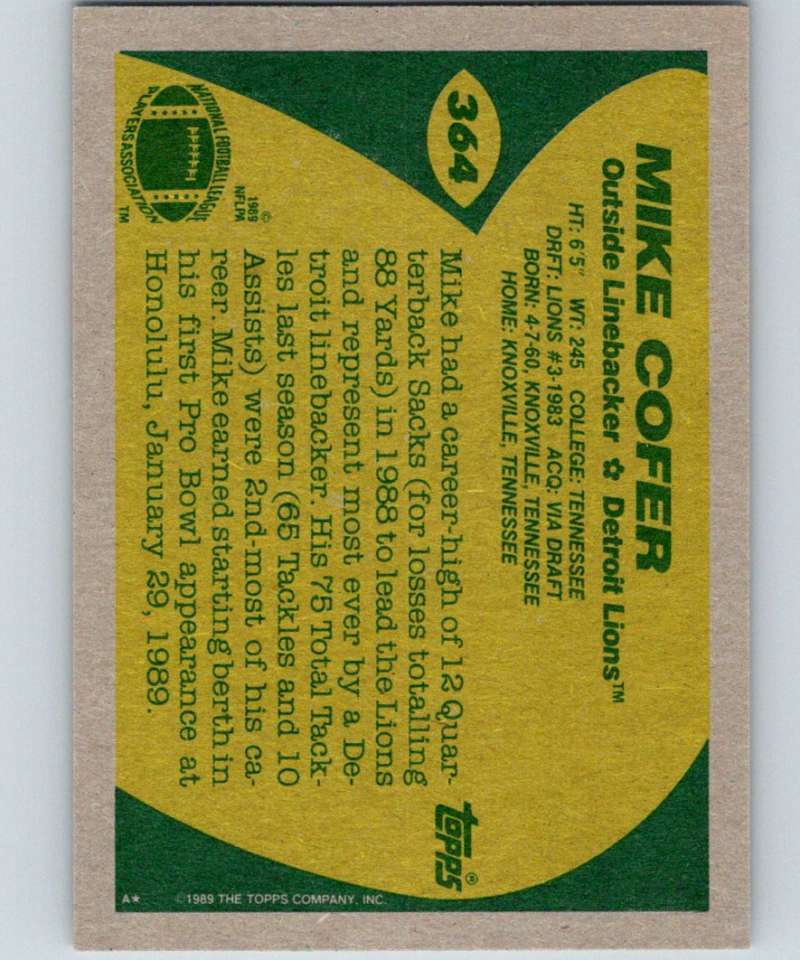 364
MIKE COFER
Outside Linebacker ✿ Detroit Lions™
HT: 6'5" WT: 245 COLLEGE: TENNESSEE
DRFT: LIONS #3-1983 ACQ: VIA DRAFT
BORN: 4-7-60, KNOXVILLE, TENNESSEE
HOME: KNOXVILLE, TENNESSEE
Mike had a career-high of 12 Quar-
terback Sacks (for losses totalling
88 Yards) in 1988 to lead the Lions
and represent most ever by a De-
troit linebacker. His 75 Total Tack-
les last season (65 Tackles and 10
Assists) were 2nd-most of his ca-
reer. Mike earned starting berth in
his first Pro Bowl appearance at
Honolulu, January 29, 1989.
NATIONAL FOOTBALL LEAGUE
PLAYERS ASSOCIATION
TM
©
1989
NFLPA
topps®
A★ © 1989 THE TOPPS COMPANY, INC.